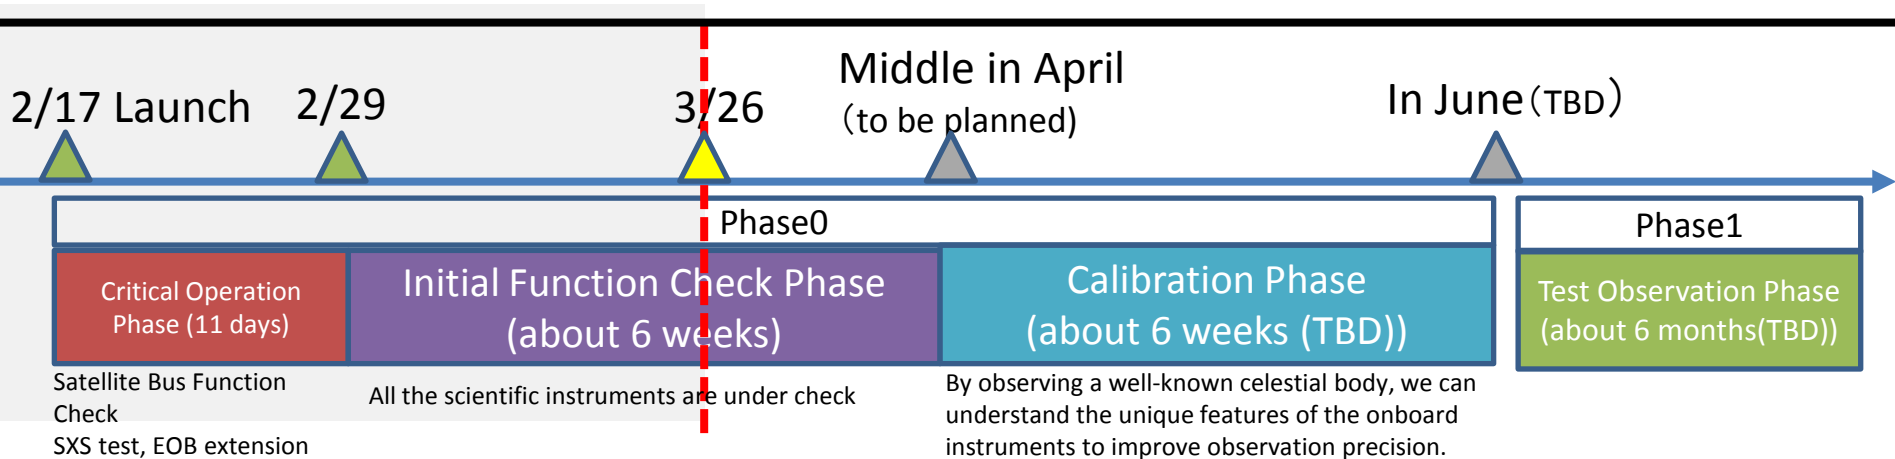 2/17 Launch
2/29
3/26
Middle in April
（to be planned)
In June（TBD）
Phase0
Phase1
Critical Operation
Phase (11 days)
Initial Function Check Phase
(about 6 weeks)
Calibration Phase
(about 6 weeks (TBD))
Test Observation Phase
(about 6 months(TBD))
Satellite Bus Function
Check
SXS test, EOB extension
All the scientific instruments are under check
By observing a well-known celestial body, we can
understand the unique features of the onboard
instruments to improve observation precision.